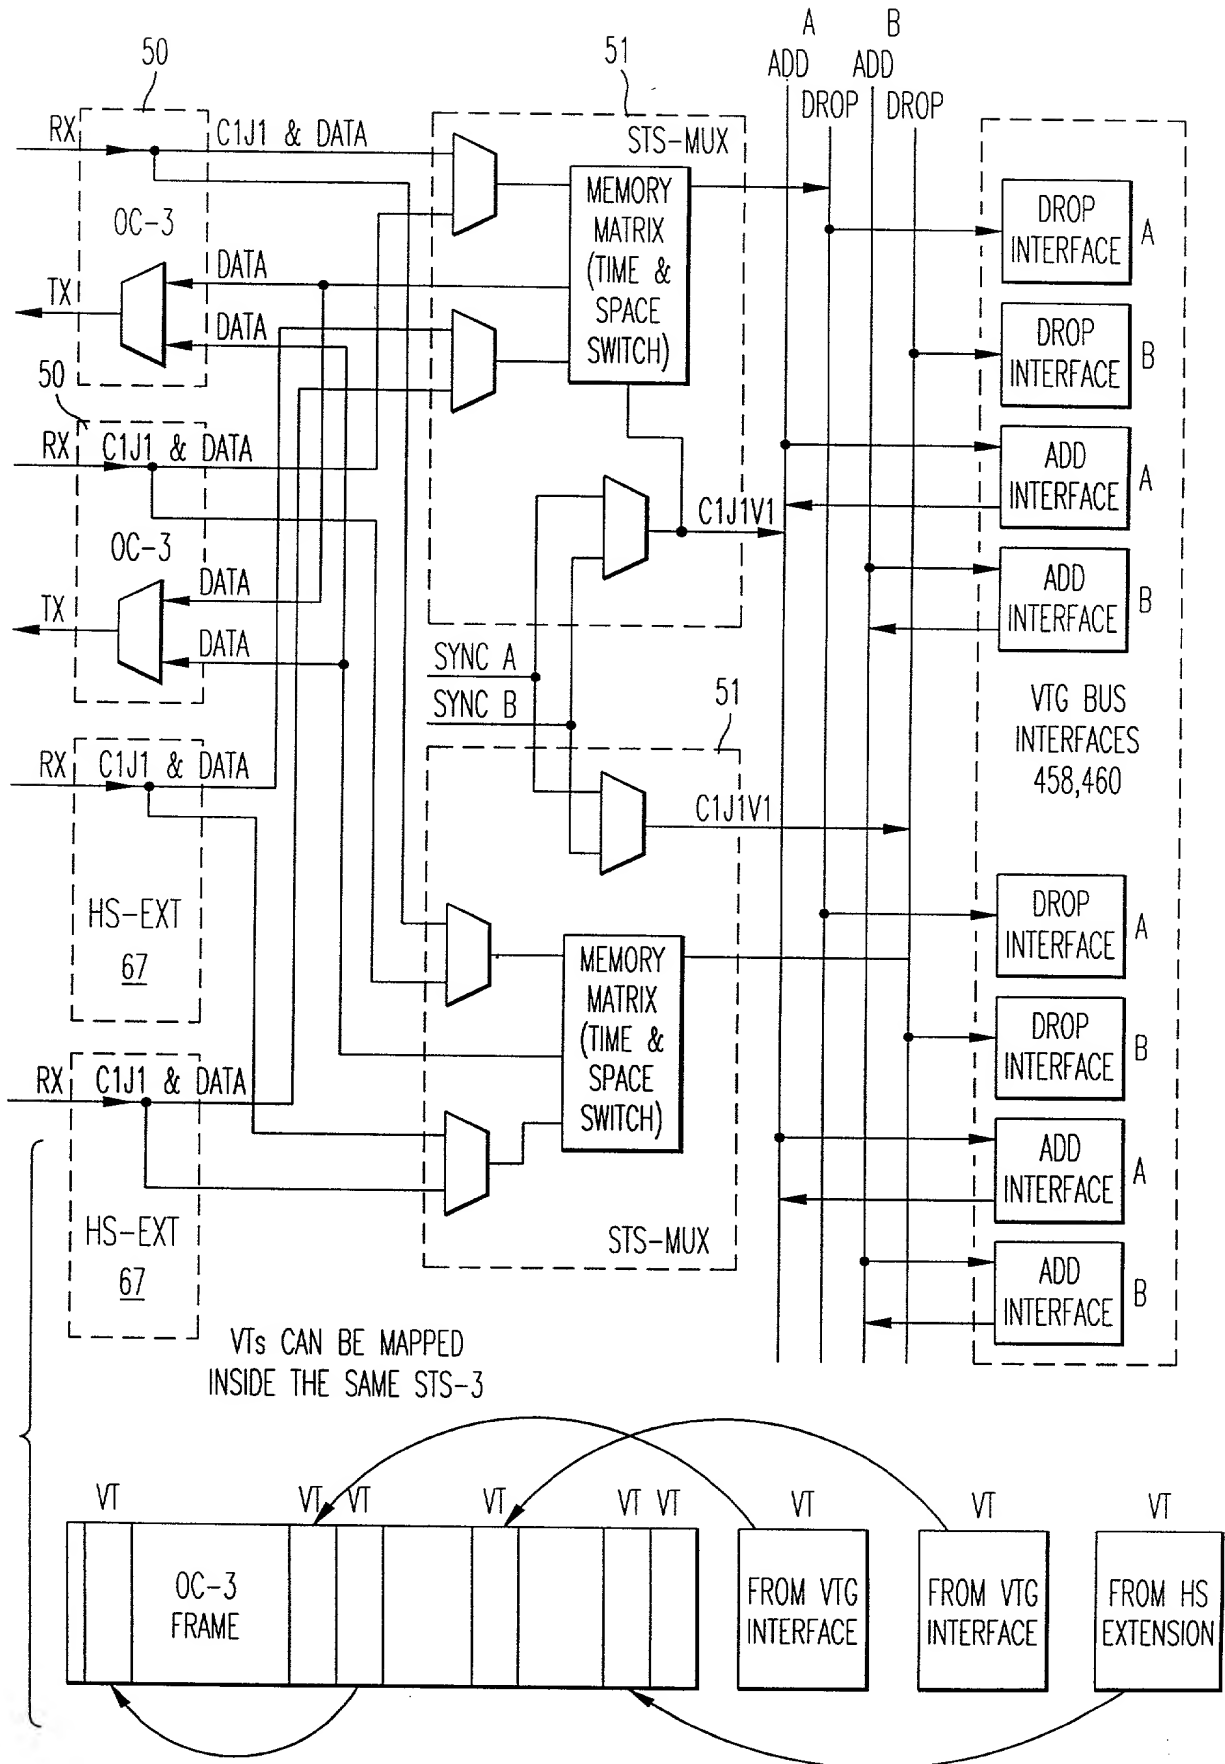 A B
50
51
ADD ADD
DROP DROP
RX
C1J1 & DATA
STS-MUX
MEMORY
MATRIX
(TIME &
SPACE
SWITCH)
OC-3
DATA
TX
DATA
DROP
INTERFACE
A
DROP
INTERFACE
B
50
RX
C1J1 & DATA
ADD
INTERFACE
A
C1J1V1
OC-3
DATA
TX
DATA
ADD
INTERFACE
B
SYNC A
SYNC B
51
VTG BUS
INTERFACES
458,460
RX
C1J1 & DATA
C1J1V1
HS-EXT
67
MEMORY
MATRIX
(TIME &
SPACE
SWITCH)
DROP
INTERFACE
A
DROP
INTERFACE
B
RX
C1J1 & DATA
ADD
INTERFACE
A
HS-EXT
67
STS-MUX
ADD
INTERFACE
B
VTs CAN BE MAPPED
INSIDE THE SAME STS-3
VT VT VT VT VT VT VT VT VT
OC-3
FRAME
FROM VTG
INTERFACE
FROM VTG
INTERFACE
FROM HS
EXTENSION